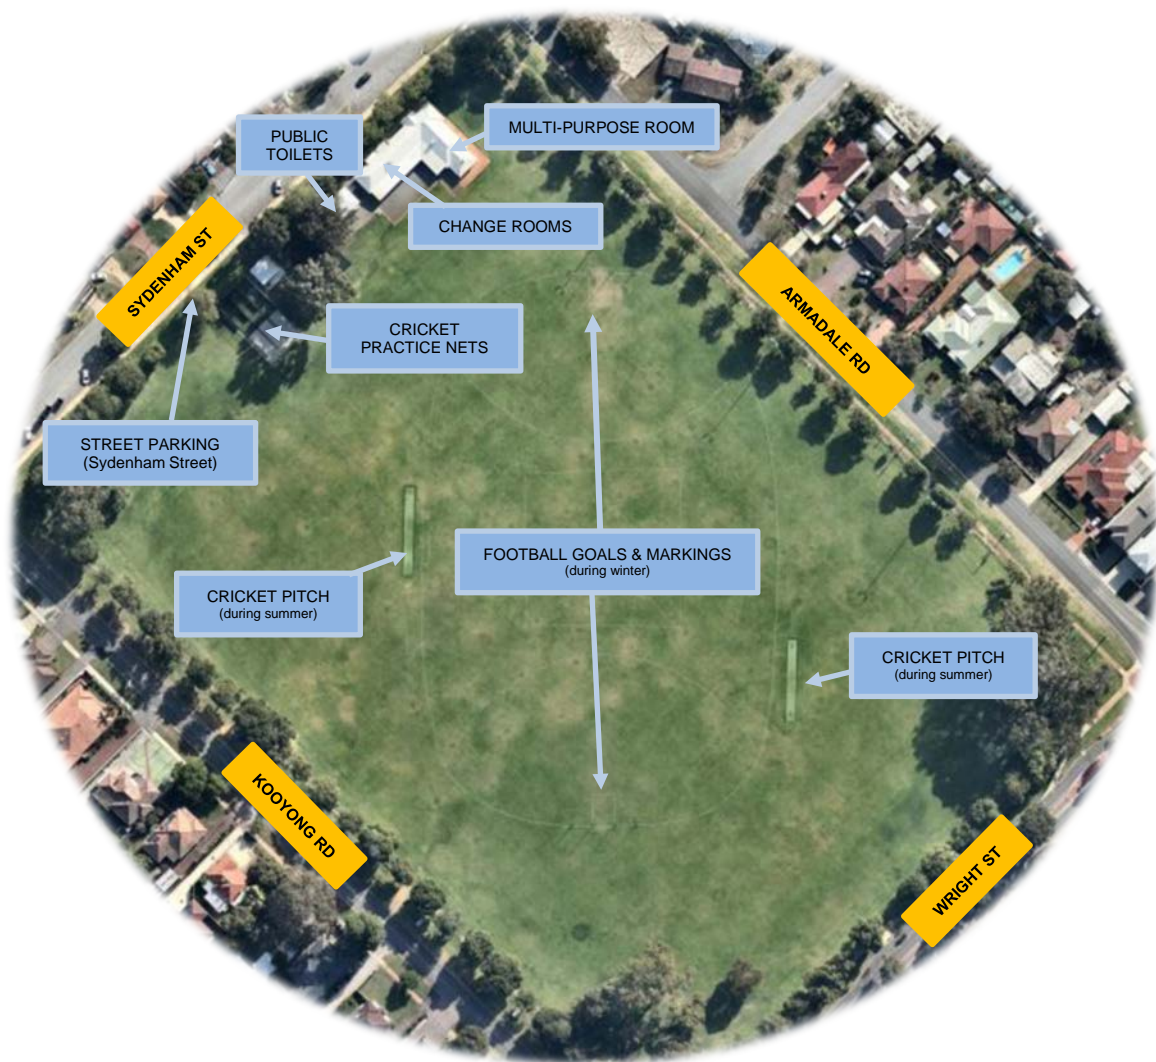 PUBLIC
TOILETS
MULTI-PURPOSE ROOM
CHANGE ROOMS
SYDENHAM ST
ARMADALE RD
CRICKET
PRACTICE NETS
STREET PARKING
(Sydenham Street)
FOOTBALL GOALS & MARKINGS
(during winter)
CRICKET PITCH
(during summer)
CRICKET PITCH
(during summer)
KOOYONG RD
WRIGHT ST